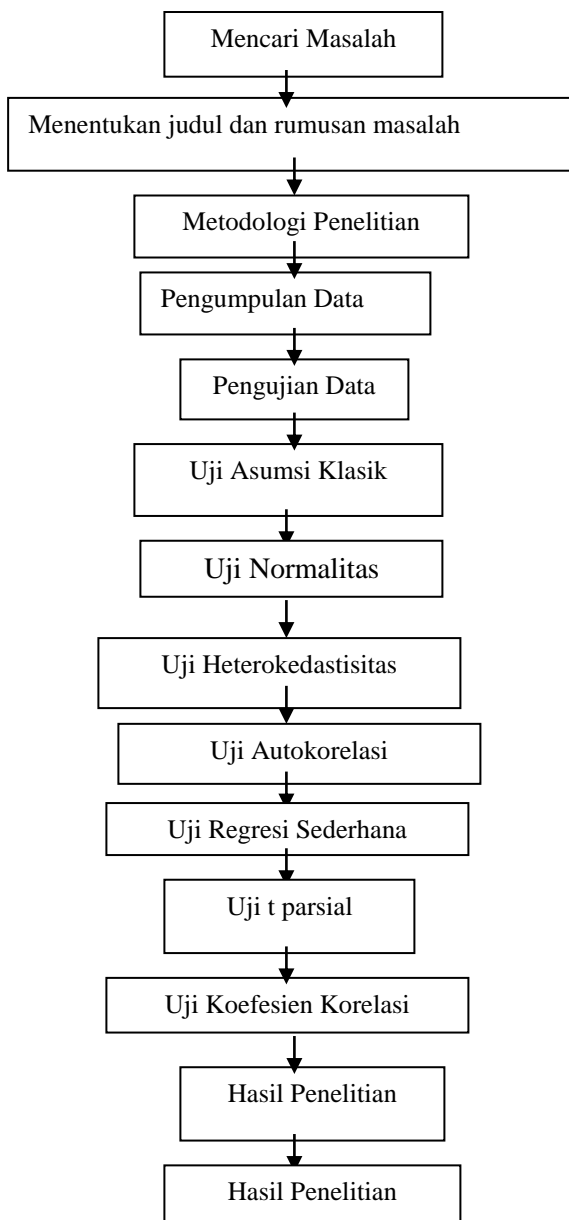 Mencari Masalah
Menentukan judul dan rumusan masalah
Metodologi Penelitian
Pengumpulan Data
Pengujian Data
Uji Asumsi Klasik
Uji Normalitas
Uji Heterokedastisitas
Uji Autokorelasi
Uji Regresi Sederhana
Uji t parsial
Uji Koefesien Korelasi
Hasil Penelitian
Hasil Penelitian